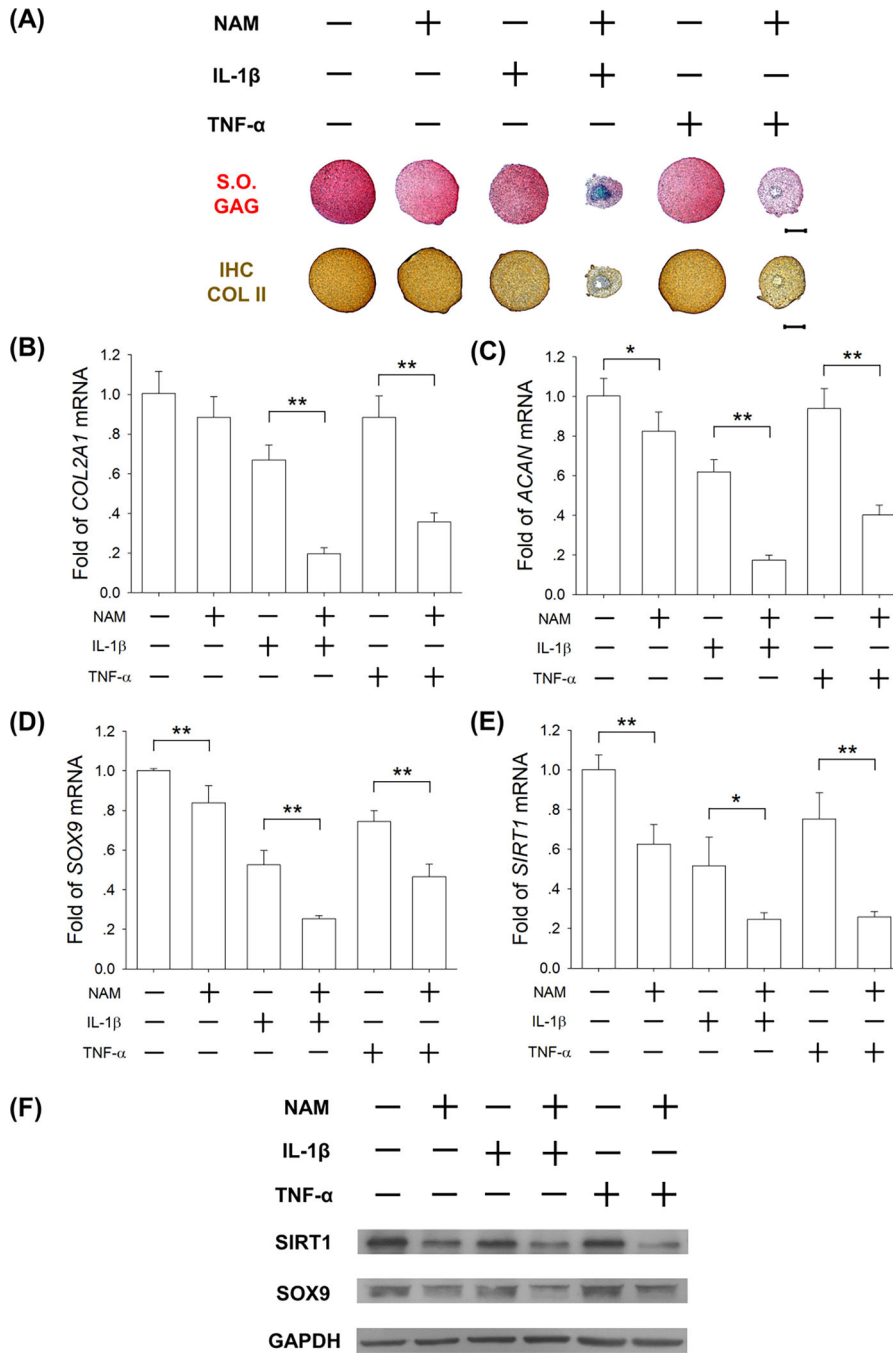 (A)
NAM — + — + — +
IL-1β — — + + — —
TNF-α — — — — + +
S.O.
GAG
IHC
COL II
(B)
Fold of COL2A1 mRNA
1.2
1.0
.8
.6
.4
.2
0.0
** **
NAM — + — + — +
IL-1β — — + + — —
TNF-α — — — — + +
(C)
Fold of ACAN mRNA
1.2
1.0
.8
.6
.4
.2
0.0
* ** **
NAM — + — + — +
IL-1β — — + + — —
TNF-α — — — — + +
(D)
Fold of SOX9 mRNA
1.2
1.0
.8
.6
.4
.2
0.0
** ** **
NAM — + — + — +
IL-1β — — + + — —
TNF-α — — — — + +
(E)
Fold of SIRT1 mRNA
1.2
1.0
.8
.6
.4
.2
0.0
** * **
NAM — + — + — +
IL-1β — — + + — —
TNF-α — — — — + +
(F)
NAM — + — + — +
IL-1β — — + + — —
TNF-α — — — — + +
SIRT1
SOX9
GAPDH